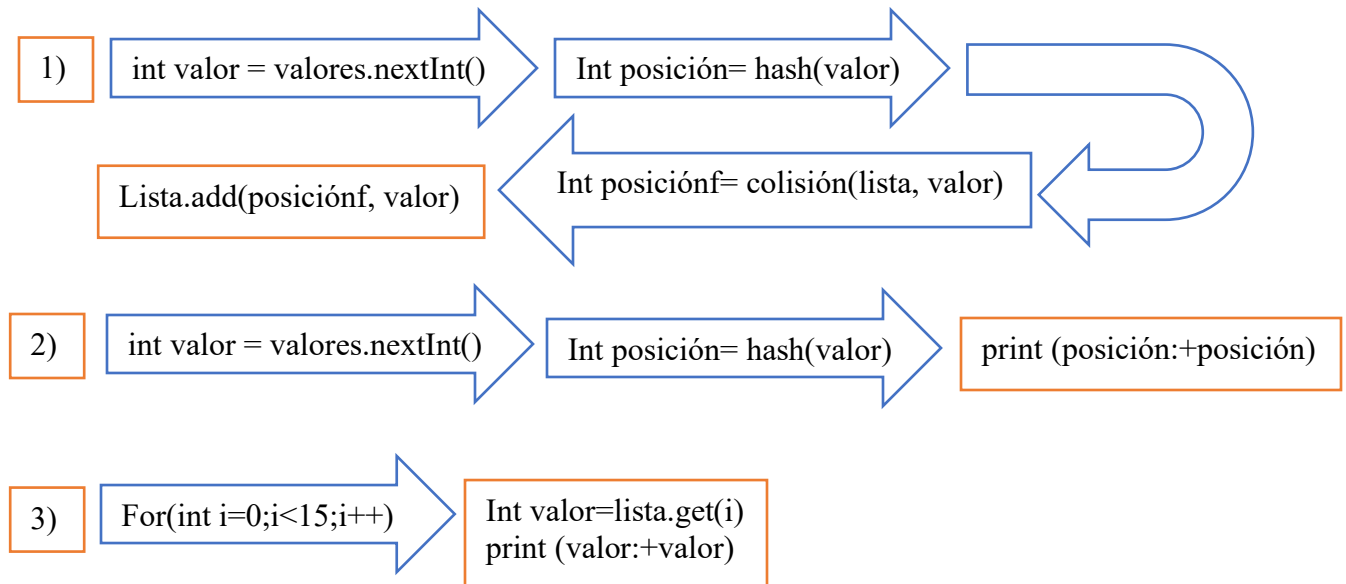 1)
int valor = valores.nextInt()
Int posición= hash(valor)
Int posiciónf= colisión(lista, valor)
Lista.add(posiciónf, valor)
2)
int valor = valores.nextInt()
Int posición= hash(valor)
print (posición:+posición)
3)
For(int i=0;i<15;i++)
Int valor=lista.get(i)
print (valor:+valor)